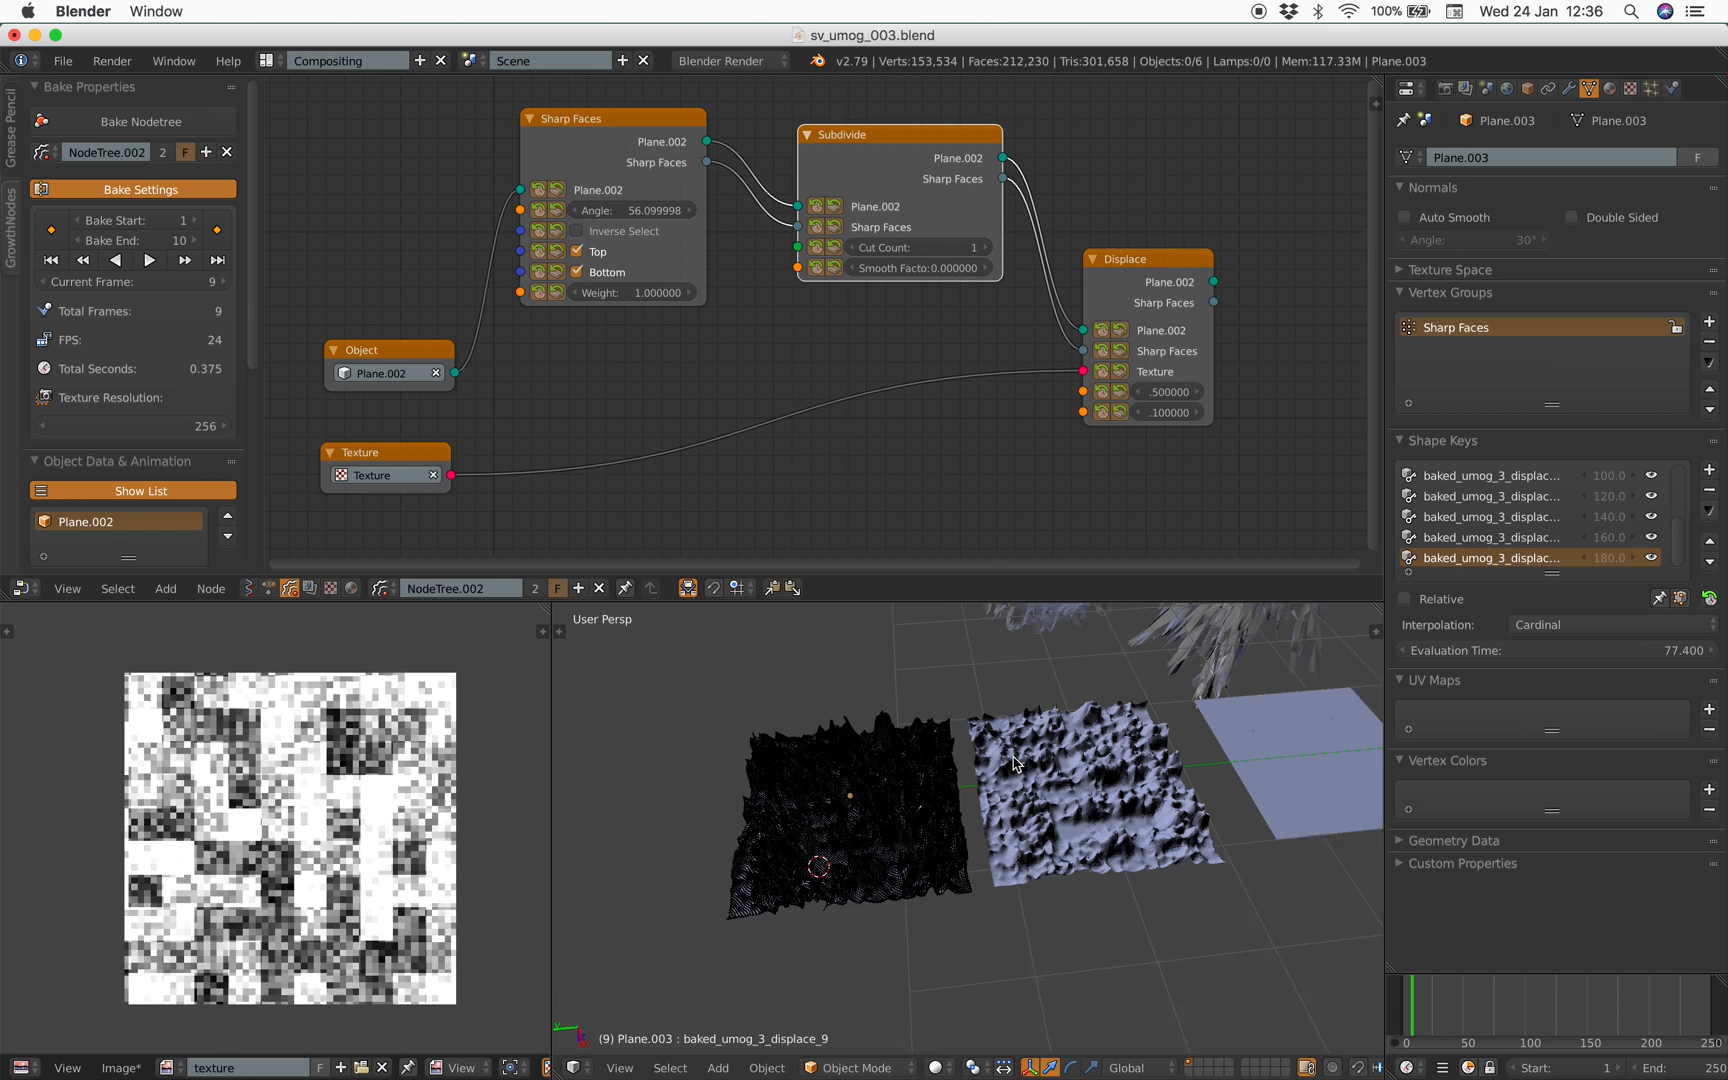 Blender Window 100% Wed 24 Jan 12:36
sv_umog_003.blend
File Render Window Help Compositing Scene Blender Render v2.79 | Verts:153,534 | Faces:212,230 | Tris:301,658 | Objects:0/6 | Lamps:0/0 | Mem:117.33M | Plane.003
Grease Pencil
GrowthNodes
Bake Properties
Bake Nodetree
NodeTree.002 2 F
Bake Settings
Bake Start: 1
Bake End: 10
Current Frame: 9
Total Frames: 9
FPS: 24
Total Seconds: 0.375
Texture Resolution:
256
Object Data & Animation
Show List
Plane.002
Object
Plane.002
Texture
Texture
Sharp Faces
Plane.002
Sharp Faces
Plane.002
Angle: 56.099998
Inverse Select
Top
Bottom
Weight: 1.000000
Subdivide
Plane.002
Sharp Faces
Plane.002
Sharp Faces
Cut Count: 1
Smooth Facto:0.000000
Displace
Plane.002
Sharp Faces
Plane.002
Sharp Faces
Texture
.500000
.100000
View Select Add Node NodeTree.002 2 F
Plane.003 Plane.003
Plane.003 F
Normals
Auto Smooth Double Sided
Angle: 30°
Texture Space
Vertex Groups
Sharp Faces
Shape Keys
baked_umog_3_displac... 100.0
baked_umog_3_displac... 120.0
baked_umog_3_displac... 140.0
baked_umog_3_displac... 160.0
baked_umog_3_displac... 180.0
Relative
Interpolation: Cardinal
Evaluation Time: 77.400
UV Maps
Vertex Colors
Geometry Data
Custom Properties
User Persp
(9) Plane.003 : baked_umog_3_displace_9
View Image* texture F View
View Select Add Object Object Mode Global
0 50 100 150 200 250
Start: 1 End: 250